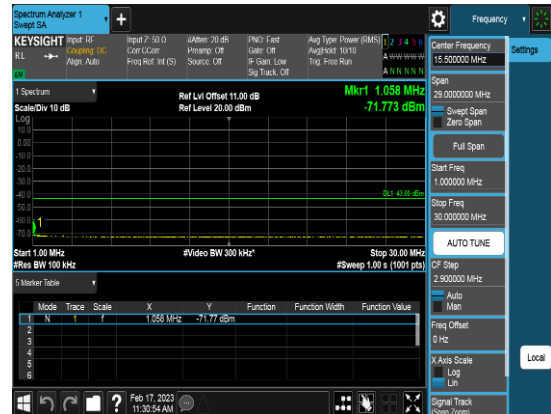 Spectrum Analyzer 1
Swept SA
+
Frequency
KEYSIGHT
RL
Input: RF
Coupling: DC
Align: Auto
Input Z: 50 Ω
Corr CCorr
Freq Ref: Int (S)
#Atten: 20 dB
Preamp: Off
Source: Off
PNO: Fast
Gate: Off
IF Gain: Low
Sig Track: Off
Avg Type: Power (RMS)
Avg|Hold: 10/10
Trig: Free Run
1 2 3 4 5 6
A W W W W W
A N N N N N
1 Spectrum
Scale/Div 10 dB
Ref Lvl Offset 11.00 dB
Ref Level 20.00 dBm
Mkr1 1.058 MHz
-71.773 dBm
Log
10.0
0.00
-10.0
-20.0
-30.0
-40.0
-50.0
-60.0
-70.0
DL1 -43.00 dBm
1
Start 1.00 MHz
#Video BW 300 kHz*
Stop 30.00 MHz
#Res BW 100 kHz
#Sweep 1.00 s (1001 pts)
5 Marker Table
Mode Trace Scale X Y Function Function Width Function Value
1 N 1 f 1.058 MHz -71.77 dBm
2
3
4
5
6
Feb 17, 2023
11:30:54 AM
Center Frequency
15.500000 MHz
Settings
Span
29.0000000 MHz
Swept Span
Zero Span
Full Span
Start Freq
1.000000 MHz
Stop Freq
30.000000 MHz
AUTO TUNE
CF Step
2.900000 MHz
Auto
Man
Freq Offset
0 Hz
X Axis Scale
Log
Lin
Local
Signal Track
(Span Zoom)